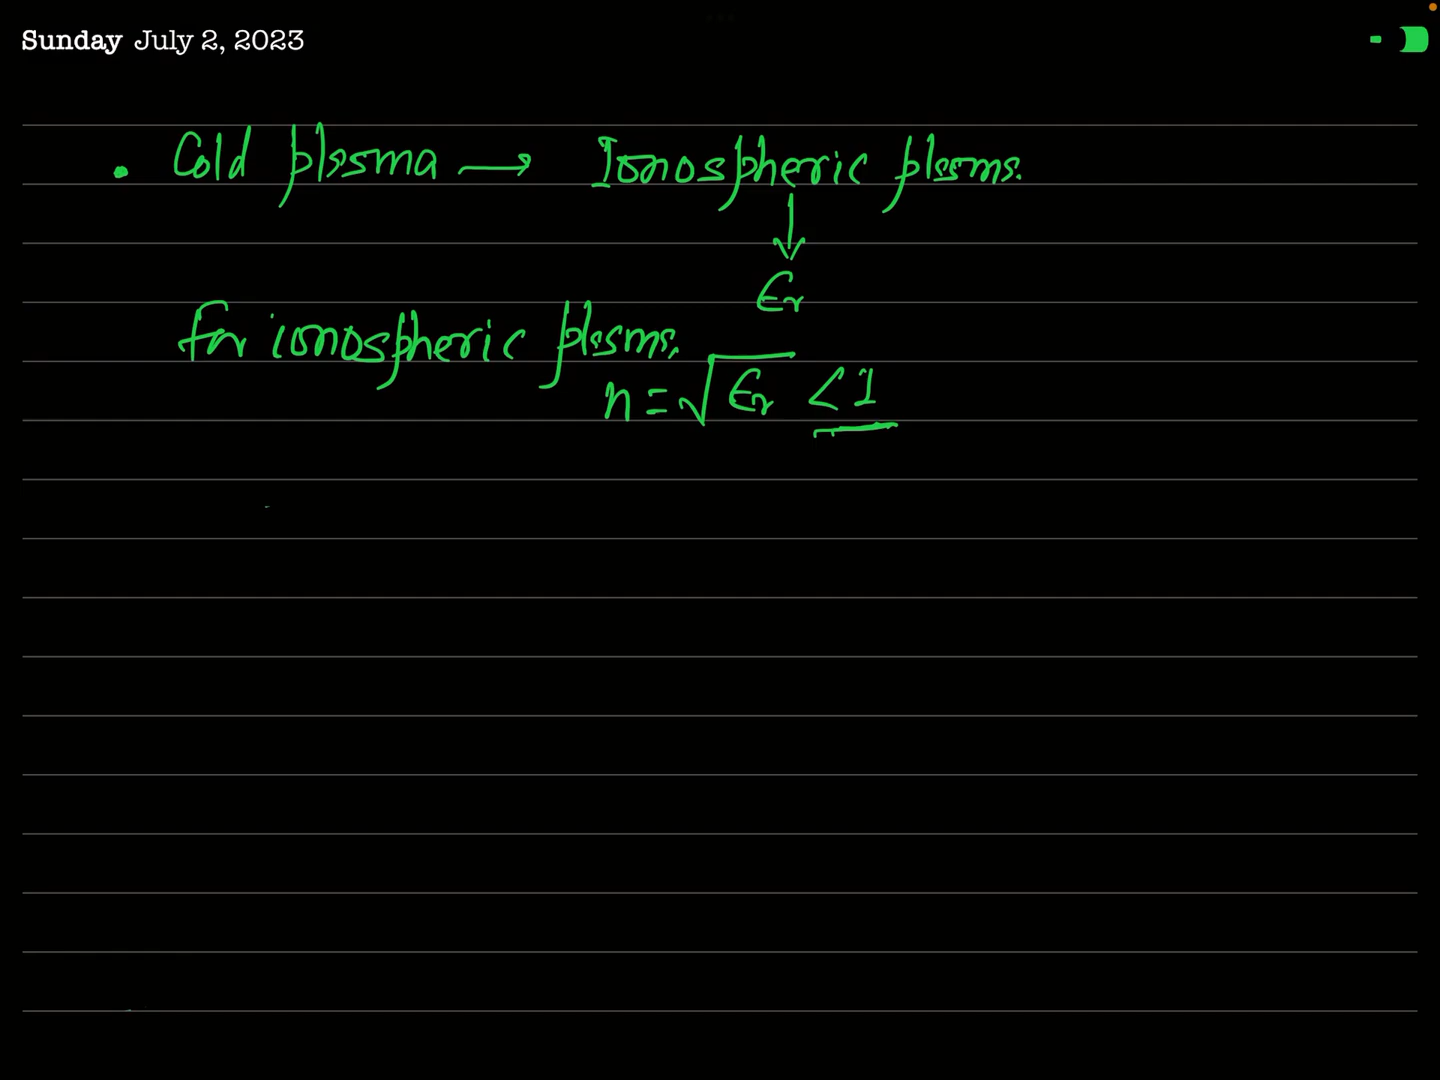 Sunday July 2, 2023
• Cold plasma → Ionospheric plasma.
↓
εr
for ionospheric plasma.
n = √εr < 1